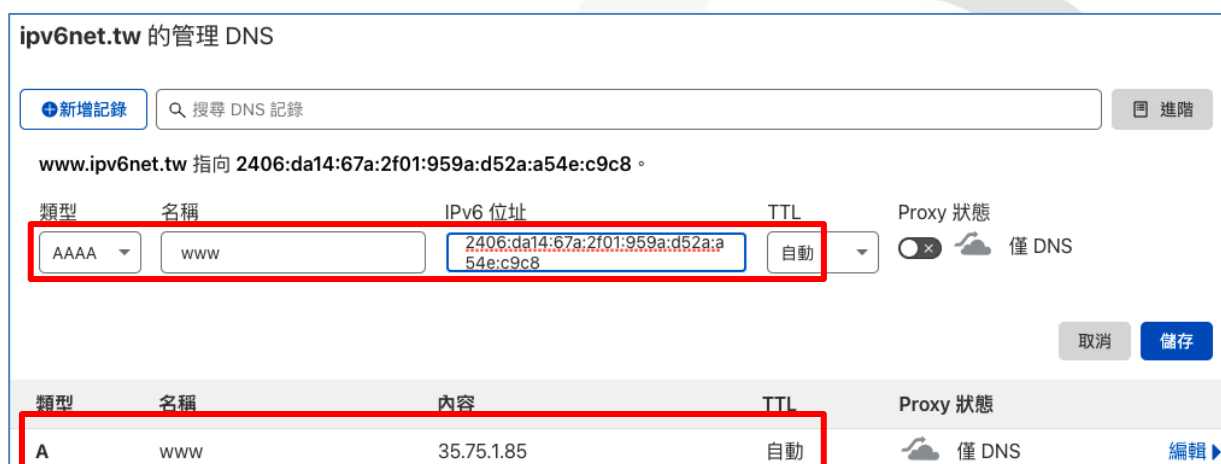 ipv6net.tw 的管理 DNS
新增記錄 搜尋 DNS 記錄 進階
www.ipv6net.tw 指向 2406:da14:67a:2f01:959a:d52a:a54e:c9c8。
類型 名稱 IPv6 位址 TTL Proxy 狀態
AAAA www 2406:da14:67a:2f01:959a:d52a:a 自動 僅 DNS
54e:c9c8
取消 儲存
類型 名稱 內容 TTL Proxy 狀態
A www 35.75.1.85 自動 僅 DNS 編輯